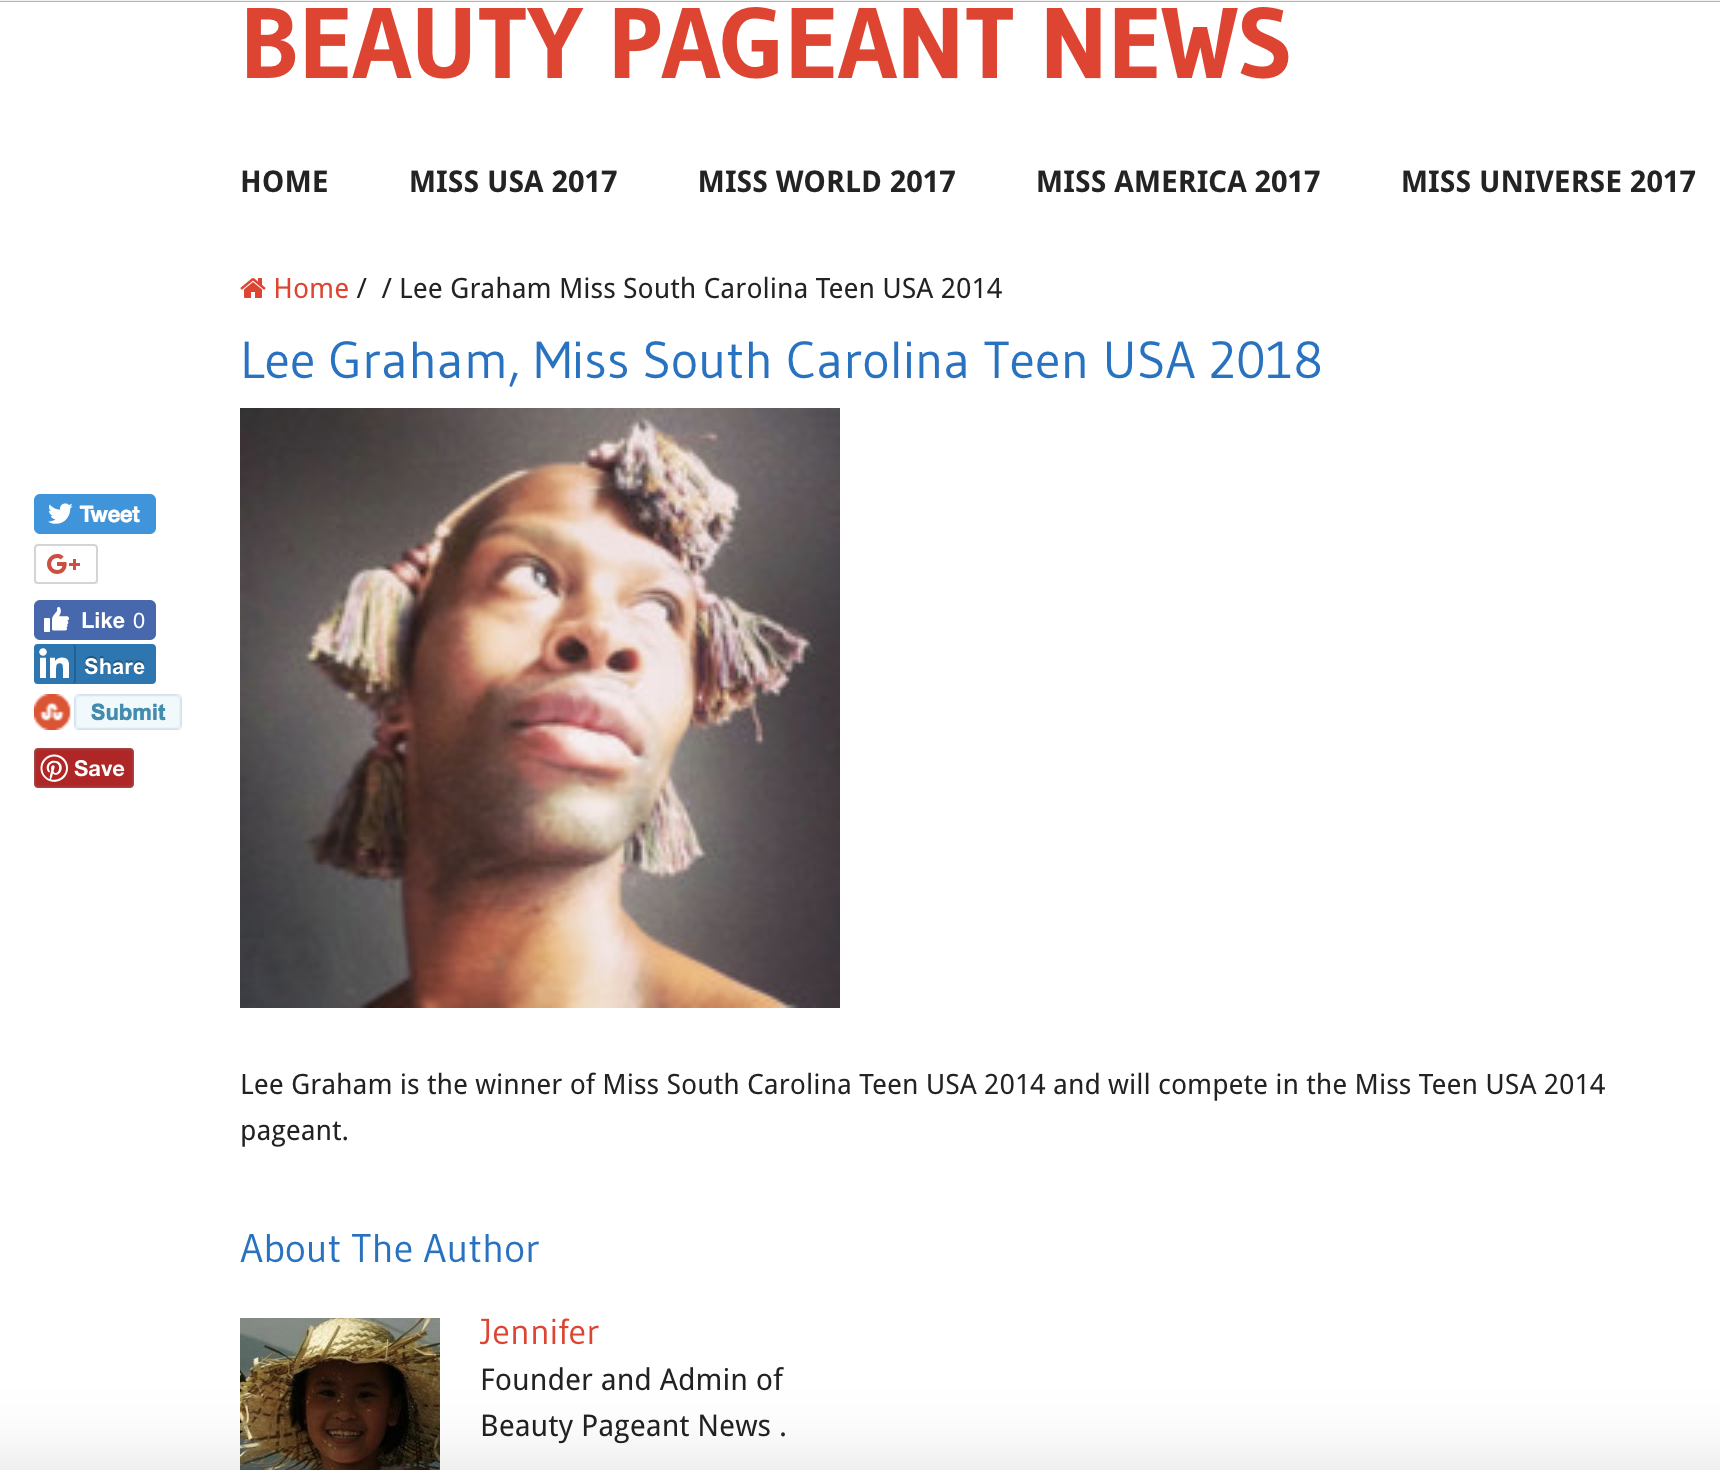 BEAUTY PAGEANT NEWS
HOME MISS USA 2017 MISS WORLD 2017 MISS AMERICA 2017 MISS UNIVERSE 2017
Home / / Lee Graham Miss South Carolina Teen USA 2014
Lee Graham, Miss South Carolina Teen USA 2018
Tweet
G+
Like 0
in Share
Submit
Save
Lee Graham is the winner of Miss South Carolina Teen USA 2014 and will compete in the Miss Teen USA 2014
pageant.
About The Author
Jennifer
Founder and Admin of
Beauty Pageant News .